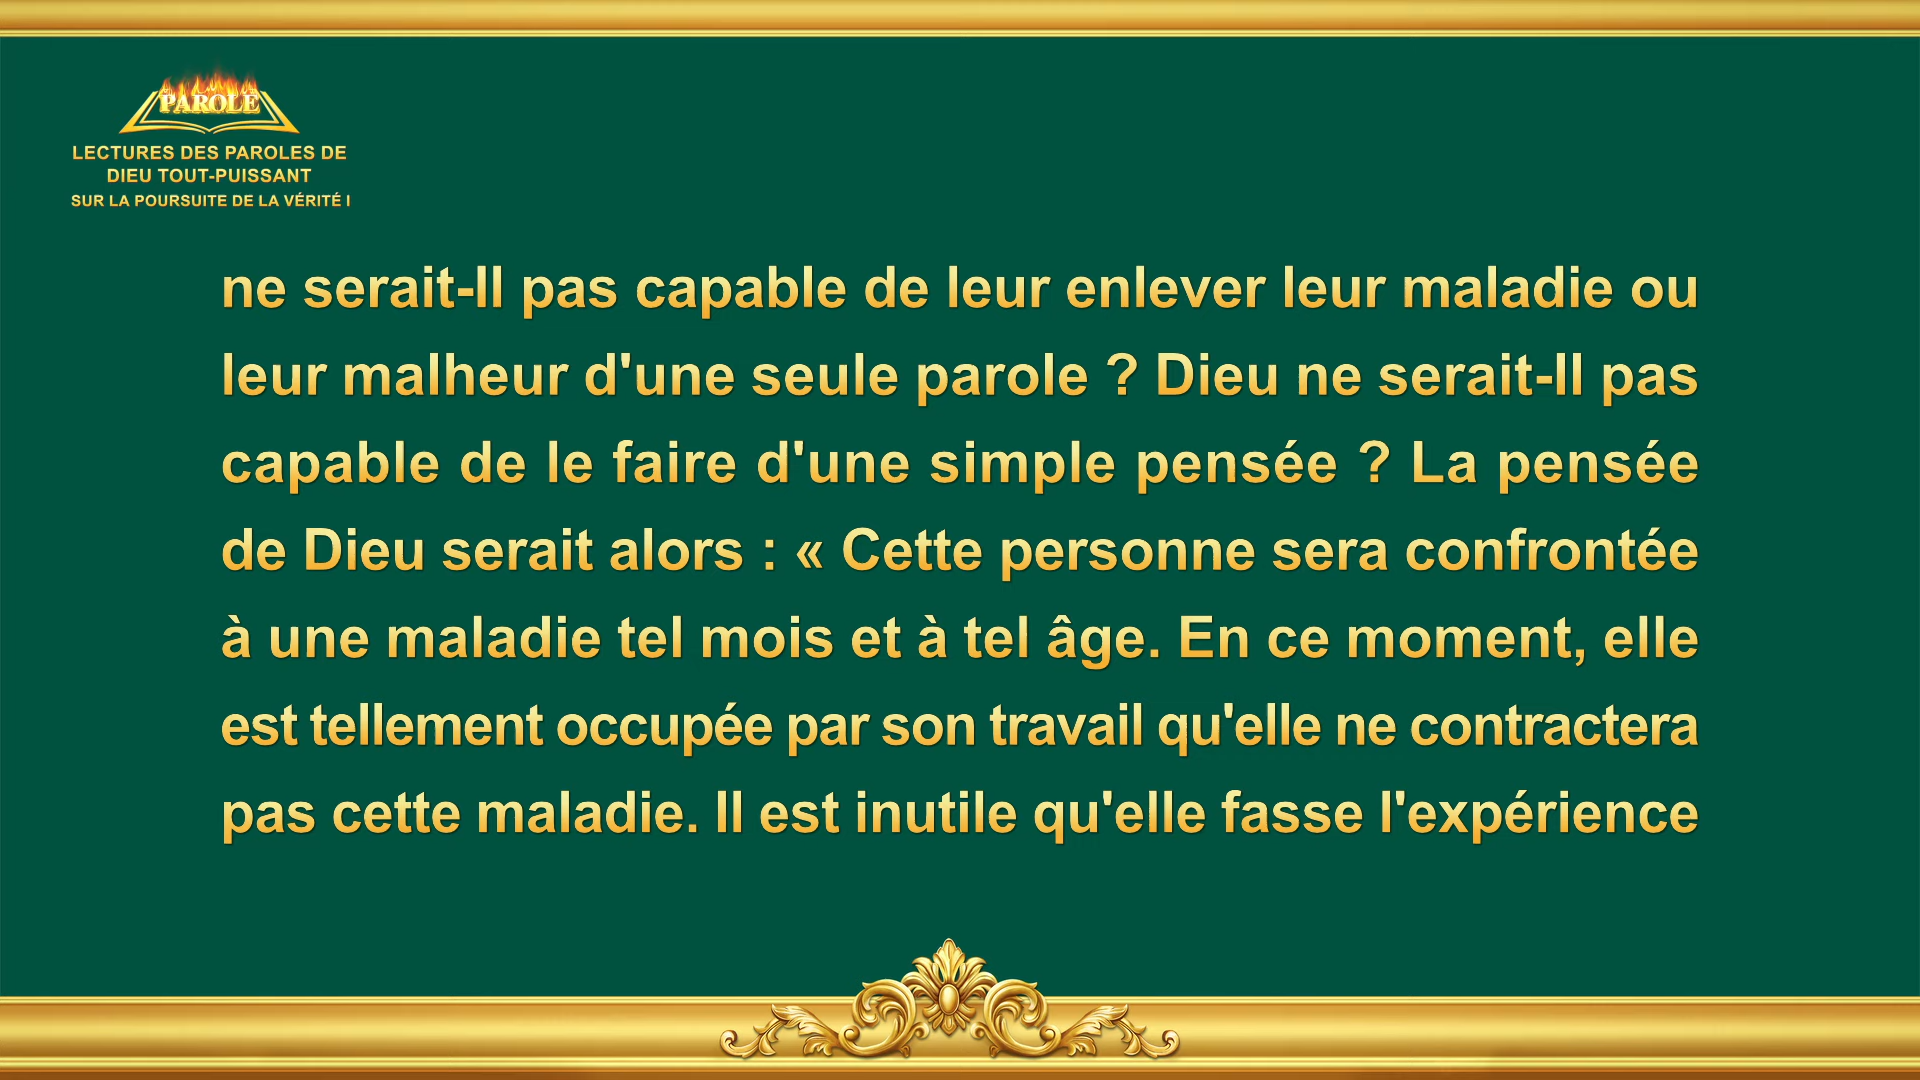 PAROLE
LECTURES DES PAROLES DE
DIEU TOUT-PUISSANT
SUR LA POURSUITE DE LA VÉRITÉ I
ne serait-Il pas capable de leur enlever leur maladie ou
leur malheur d'une seule parole ? Dieu ne serait-Il pas
capable de le faire d'une simple pensée ? La pensée
de Dieu serait alors : « Cette personne sera confrontée
à une maladie tel mois et à tel âge. En ce moment, elle
est tellement occupée par son travail qu'elle ne contractera
pas cette maladie. Il est inutile qu'elle fasse l'expérience